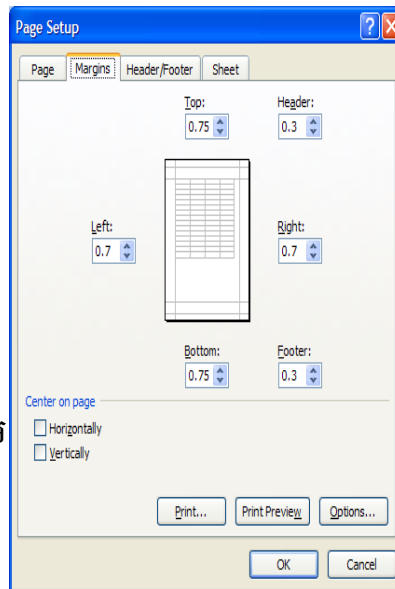 Page Setup
Page Margins Header/Footer Sheet
Top: Header:
0.75 0.3
Left: Right:
0.7 0.7
Bottom: Footer:
0.75 0.3
Center on page
Horizontally
Vertically
Print... Print Preview Options...
OK Cancel